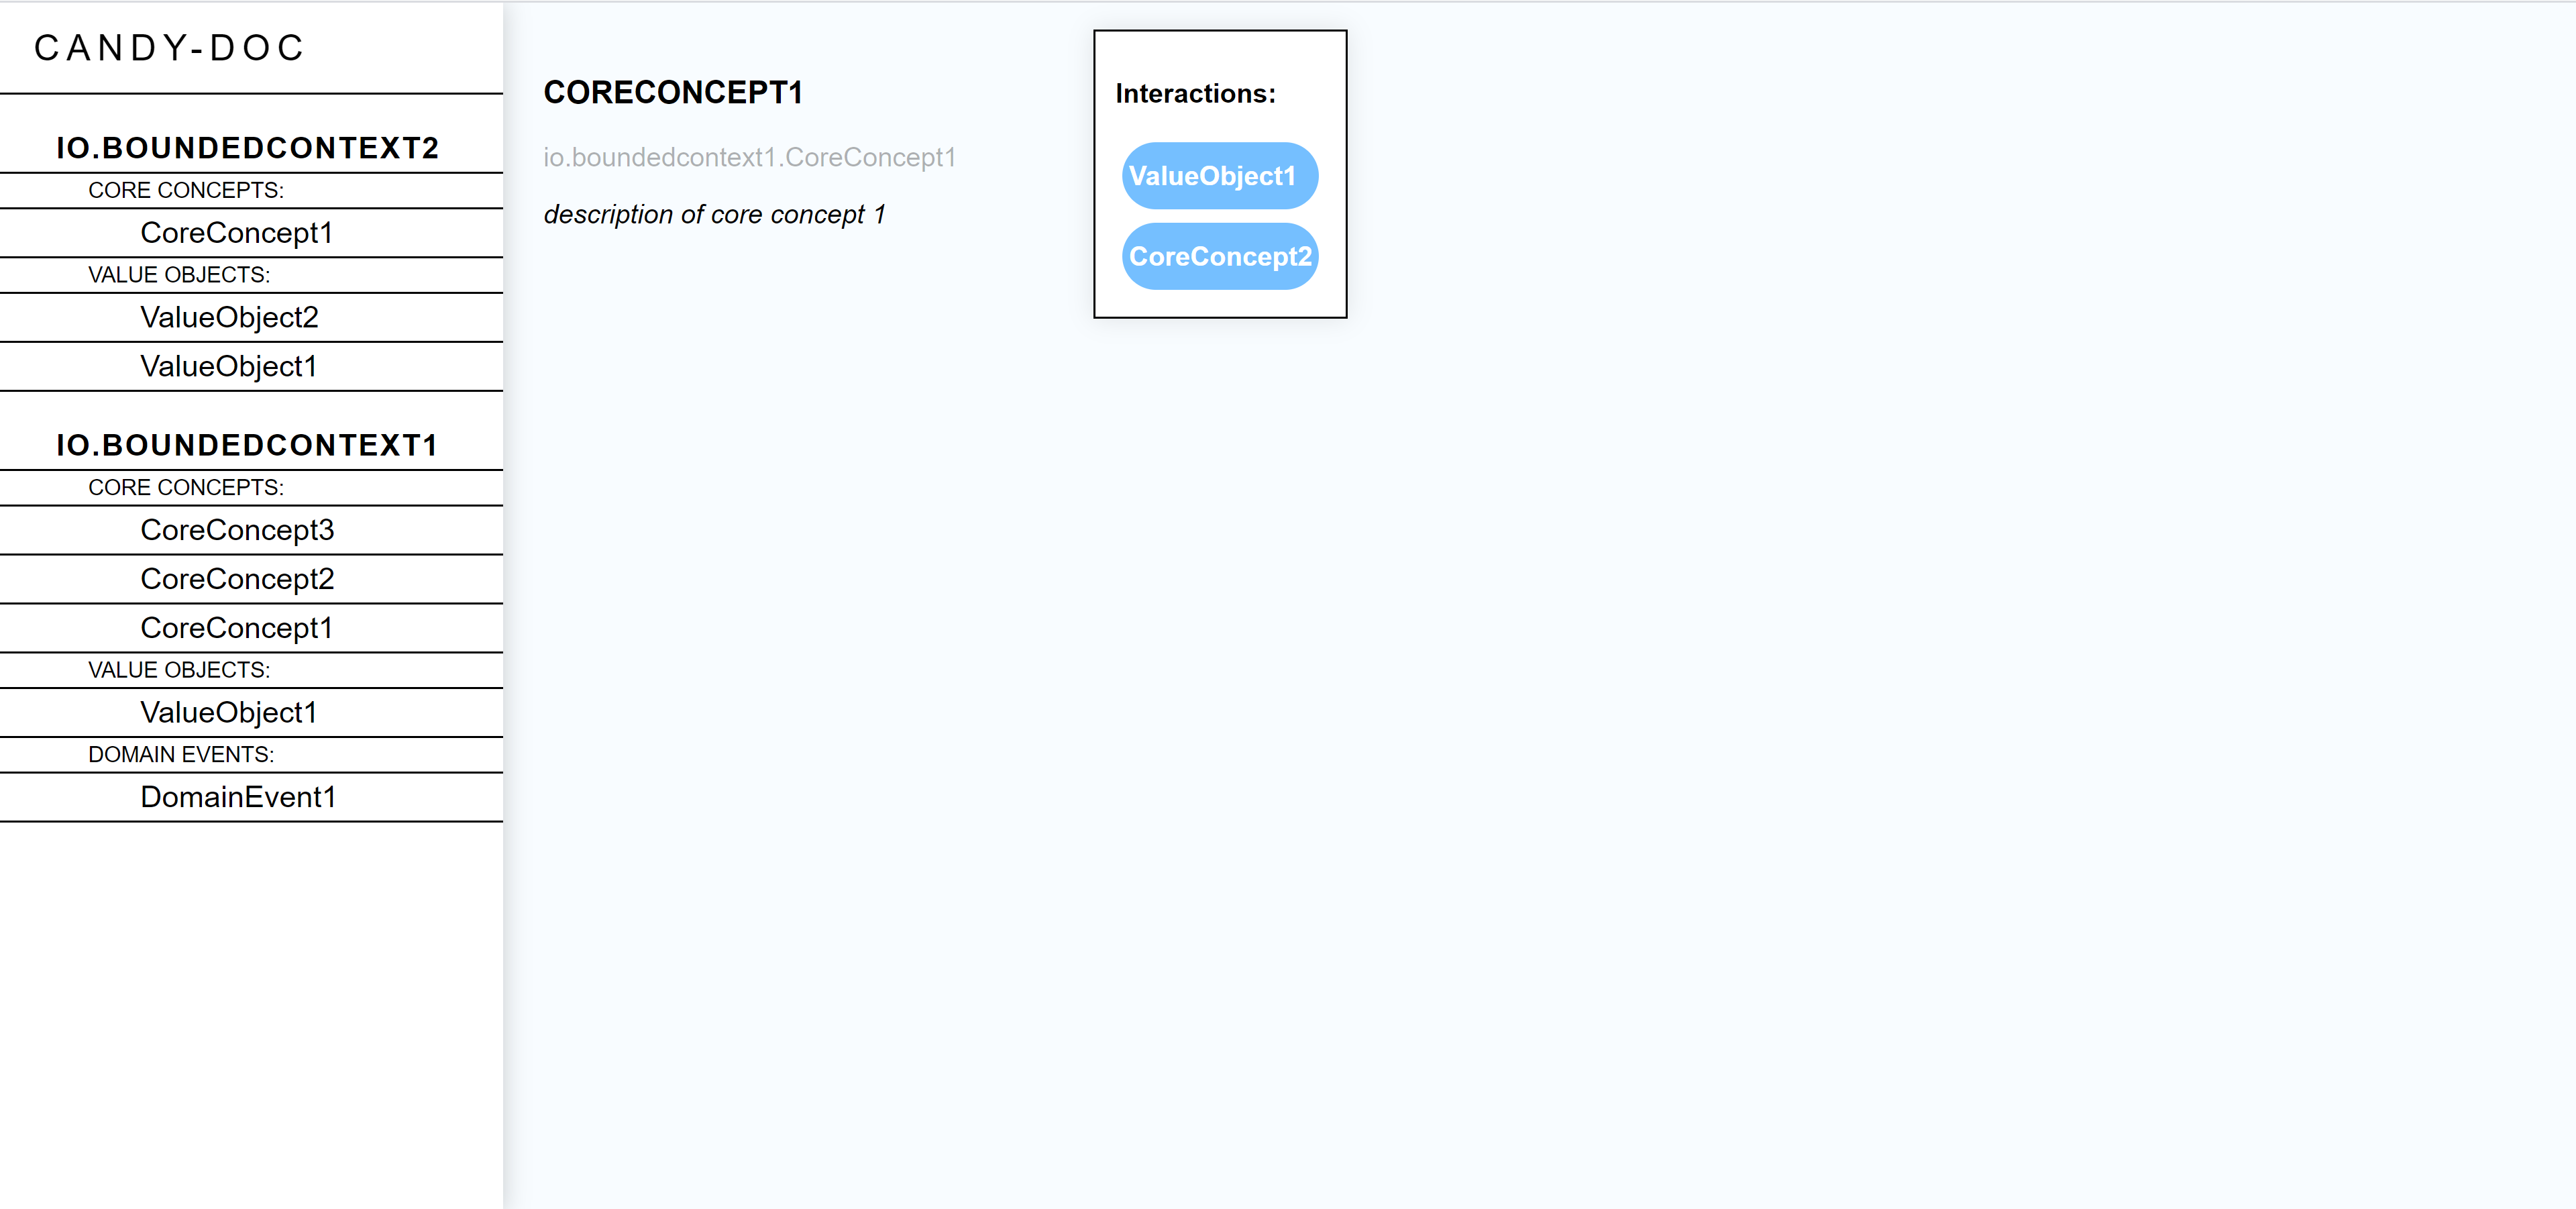 CANDY-DOC
IO.BOUNDEDCONTEXT2
CORE CONCEPTS:
CoreConcept1
VALUE OBJECTS:
ValueObject2
ValueObject1
IO.BOUNDEDCONTEXT1
CORE CONCEPTS:
CoreConcept3
CoreConcept2
CoreConcept1
VALUE OBJECTS:
ValueObject1
DOMAIN EVENTS:
DomainEvent1
CORECONCEPT1
io.boundedcontext1.CoreConcept1
description of core concept 1
Interactions:
ValueObject1
CoreConcept2